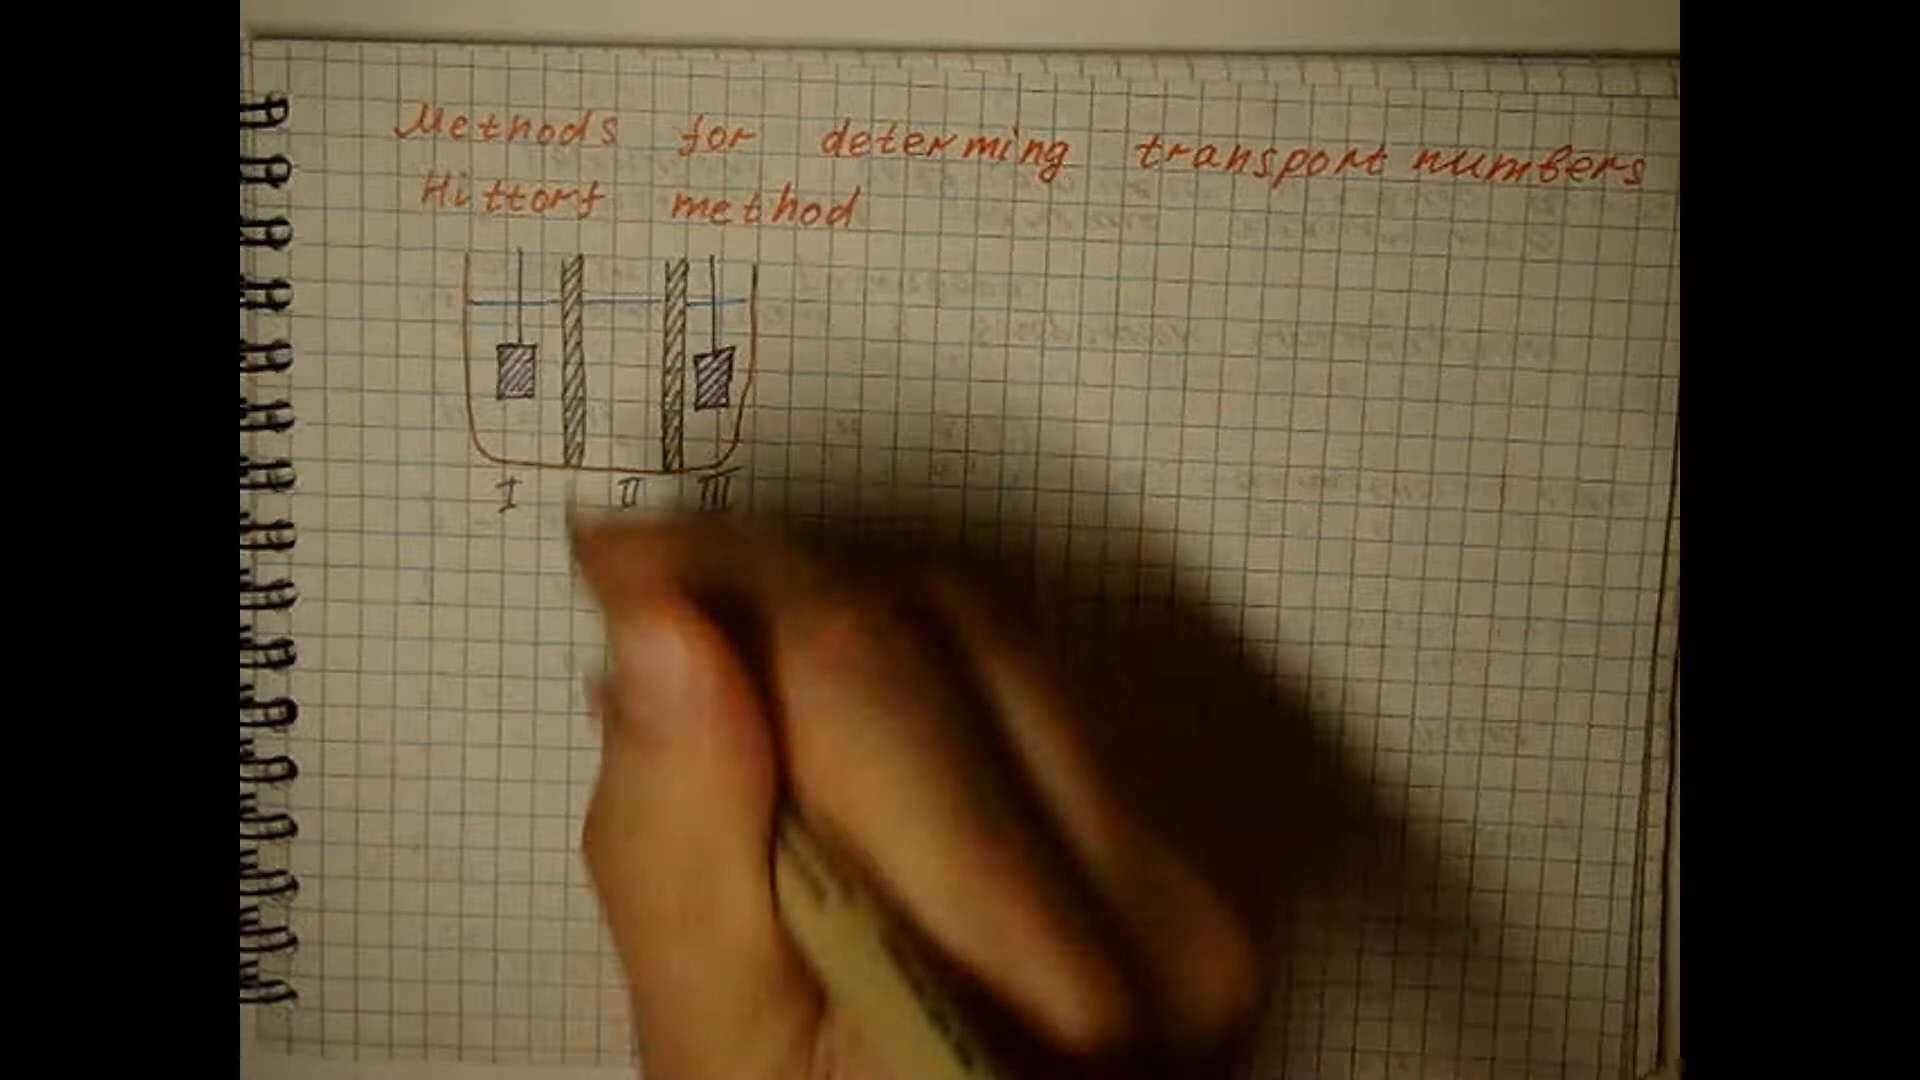 Methods for determing transport numbers
Hittorf method
I II III